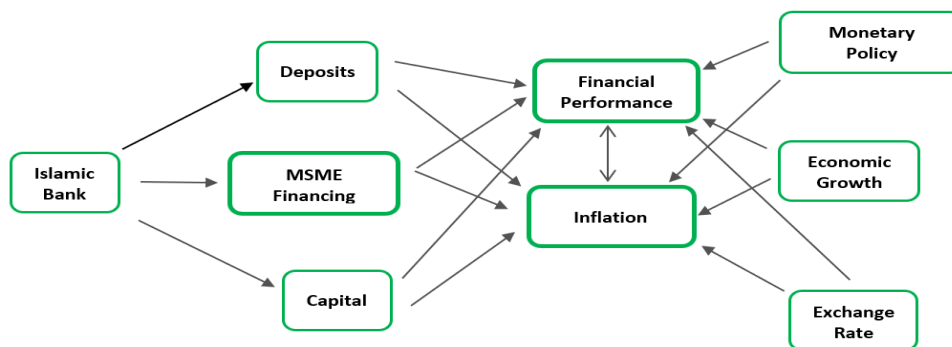 Islamic
Bank
Deposits
MSME
Financing
Capital
Financial
Performance
Inflation
Monetary
Policy
Economic
Growth
Exchange
Rate